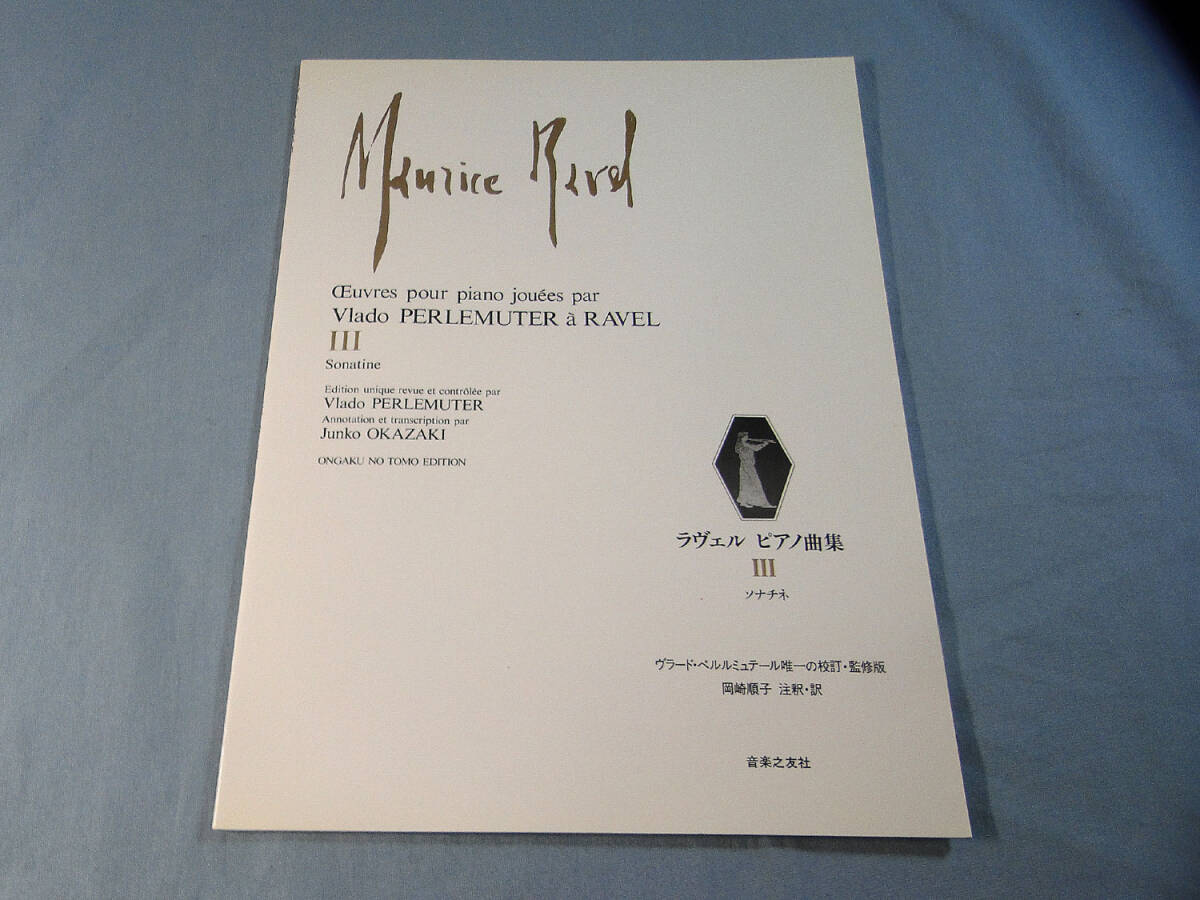 Maurice Ravel
Œuvres pour piano jouées par
Vlado PERLEMUTER à RAVEL
III
Sonatine
Edition unique revue et contrôlée par
Vlado PERLEMUTER
Annotation et transcription par
Junko OKAZAKI
ONGAKU NO TOMO EDITION
ラヴェル ピアノ曲集
III
ソナチネ
ヴラード・ペルルミュテール唯一の校訂・監修版
岡崎順子 注釈・訳
音楽之友社